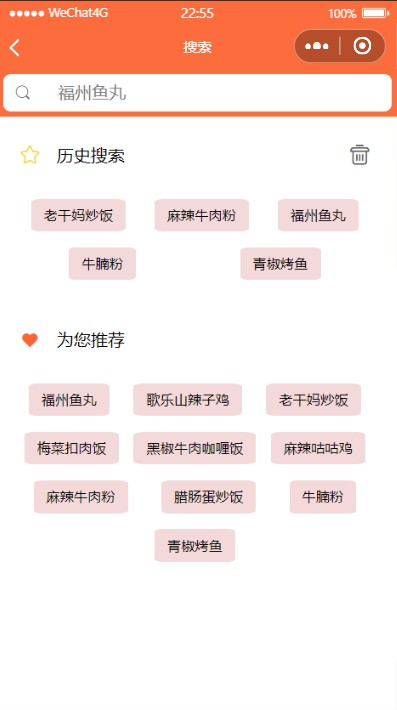 WeChat4G 22:55 100%
搜索
福州鱼丸
历史搜索
老干妈炒饭 麻辣牛肉粉 福州鱼丸
牛腩粉 青椒烤鱼
为您推荐
福州鱼丸 歌乐山辣子鸡 老干妈炒饭
梅菜扣肉饭 黑椒牛肉咖喱饭 麻辣咕咕鸡
麻辣牛肉粉 腊肠蛋炒饭 牛腩粉
青椒烤鱼